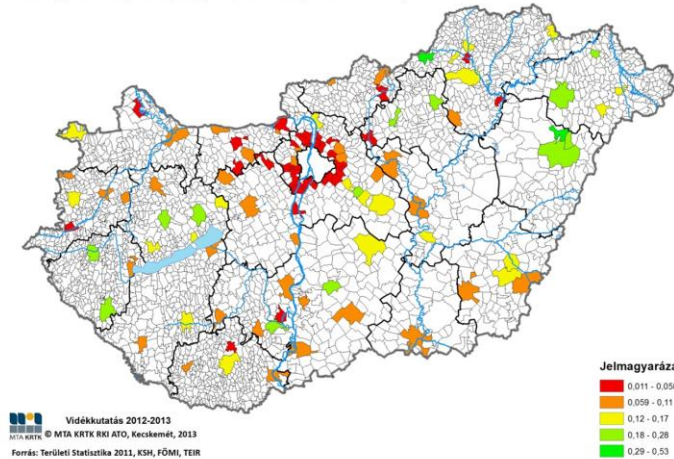 Jelmagyaráza
0,011 - 0,058
0,059 - 0,11
0,12 - 0,17
0,18 - 0,28
0,29 - 0,53
MTA KRTK
Vidékkutatás 2012-2013
© MTA KRTK RKI ATO, Kecskemét, 2013
Forrás: Területi Statisztika 2011, KSH, FÖMI, TEIR